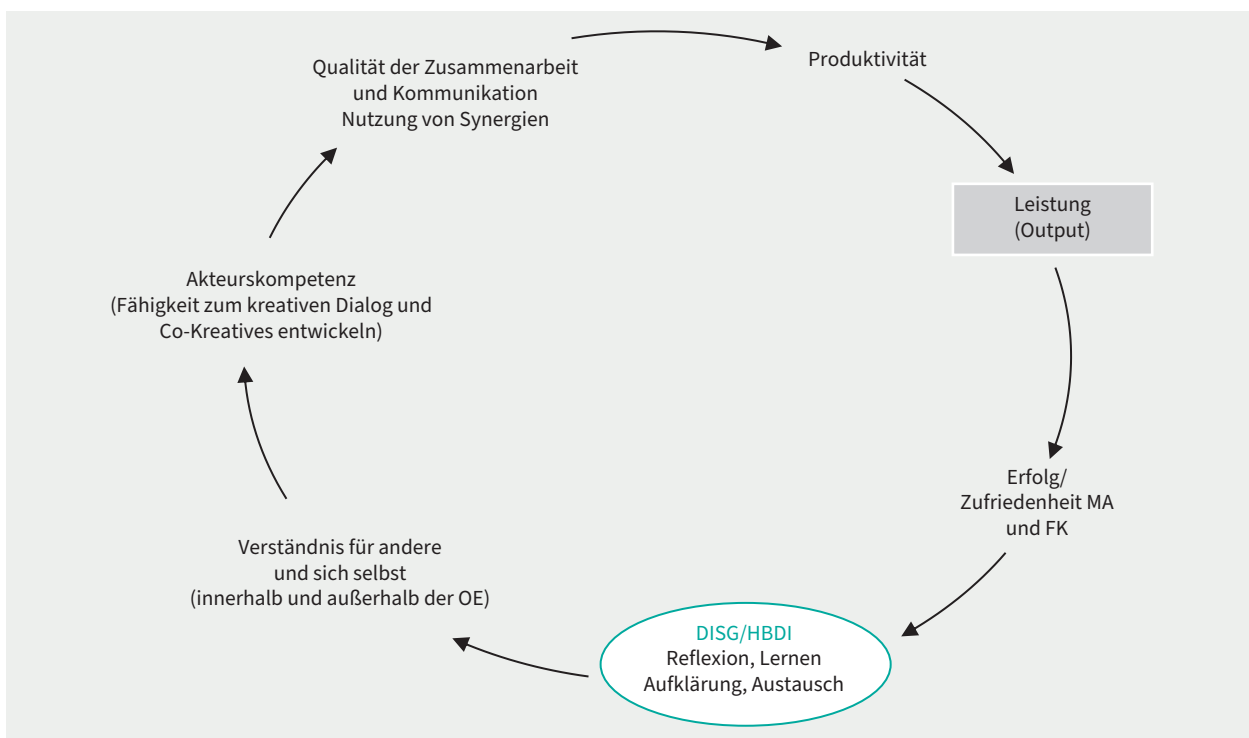 Qualität der Zusammenarbeit
und Kommunikation
Nutzung von Synergien
Produktivität
Leistung
(Output)
Erfolg/
Zufriedenheit MA
und FK
DISG/HBDI
Reflexion, Lernen
Aufklärung, Austausch
Verständnis für andere
und sich selbst
(innerhalb und außerhalb der OE)
Akteurskompetenz
(Fähigkeit zum kreativen Dialog und
Co-Kreatives entwickeln)